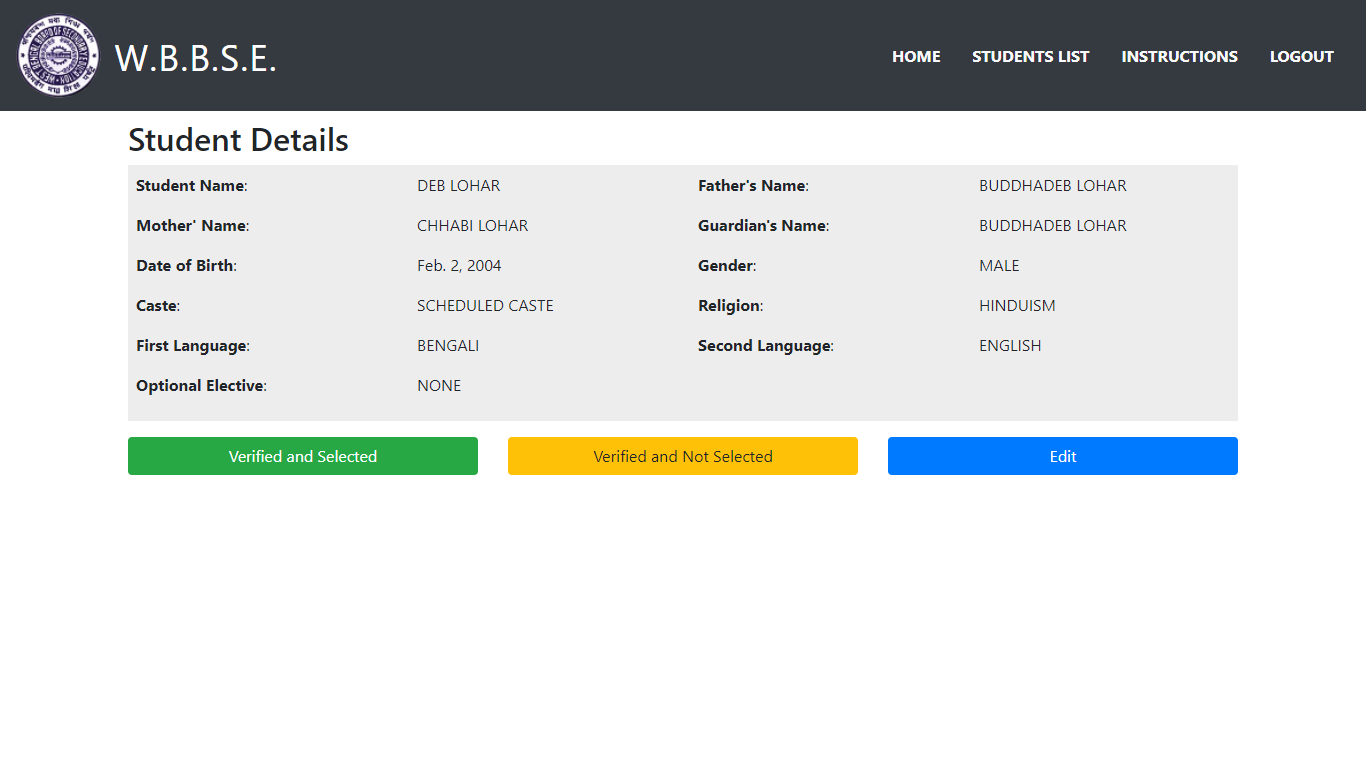 W.B.B.S.E.
HOME STUDENTS LIST INSTRUCTIONS LOGOUT
Student Details
Student Name: DEB LOHAR Father's Name: BUDDHADEB LOHAR
Mother' Name: CHHABI LOHAR Guardian's Name: BUDDHADEB LOHAR
Date of Birth: Feb. 2, 2004 Gender: MALE
Caste: SCHEDULED CASTE Religion: HINDUISM
First Language: BENGALI Second Language: ENGLISH
Optional Elective: NONE
Verified and Selected Verified and Not Selected Edit